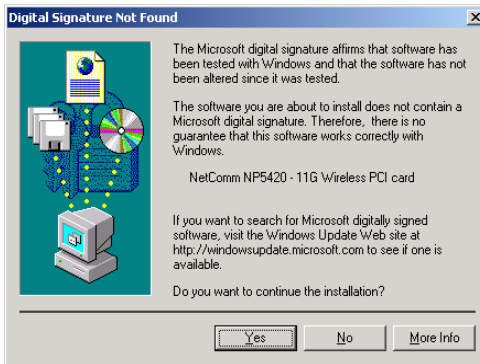 Digital Signature Not Found
The Microsoft digital signature affirms that software has
been tested with Windows and that the software has not
been altered since it was tested.
The software you are about to install does not contain a
Microsoft digital signature. Therefore, there is no
guarantee that this software works correctly with
Windows.
NetComm NP5420 - 11G Wireless PCI card
If you want to search for Microsoft digitally signed
software, visit the Windows Update Web site at
http://windowsupdate.microsoft.com to see if one is
available.
Do you want to continue the installation?
Yes No More Info